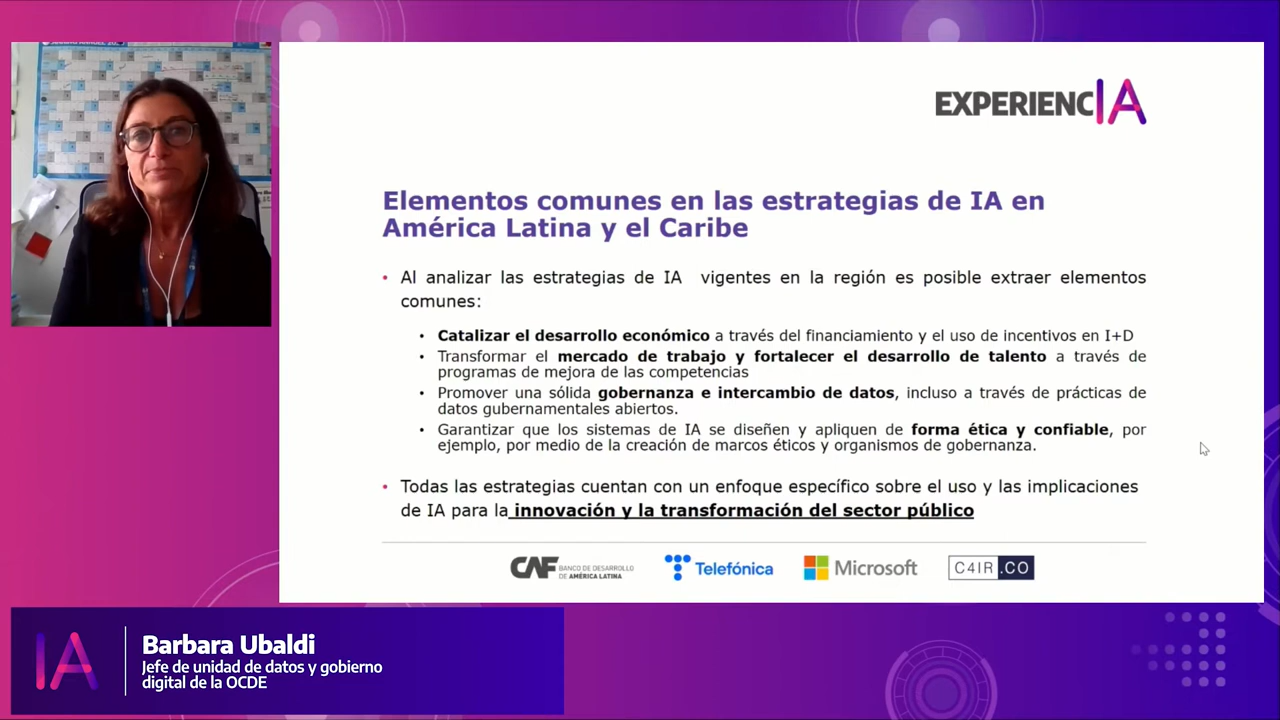 EXPERIENCIA
Elementos comunes en las estrategias de IA en
América Latina y el Caribe
• Al analizar las estrategias de IA vigentes en la región es posible extraer elementos
comunes:
• Catalizar el desarrollo económico a través del financiamiento y el uso de incentivos en I+D
• Transformar el mercado de trabajo y fortalecer el desarrollo de talento a través de
programas de mejora de las competencias
• Promover una sólida gobernanza e intercambio de datos, incluso a través de prácticas de
datos gubernamentales abiertos.
• Garantizar que los sistemas de IA se diseñen y apliquen de forma ética y confiable, por
ejemplo, por medio de la creación de marcos éticos y organismos de gobernanza.
• Todas las estrategias cuentan con un enfoque específico sobre el uso y las implicaciones
de IA para la innovación y la transformación del sector público
CAF BANCO DE DESARROLLO
DE AMÉRICA LATINA
Telefónica
Microsoft
C4IR.CO
IA
Barbara Ubaldi
Jefe de unidad de datos y gobierno
digital de la OCDE